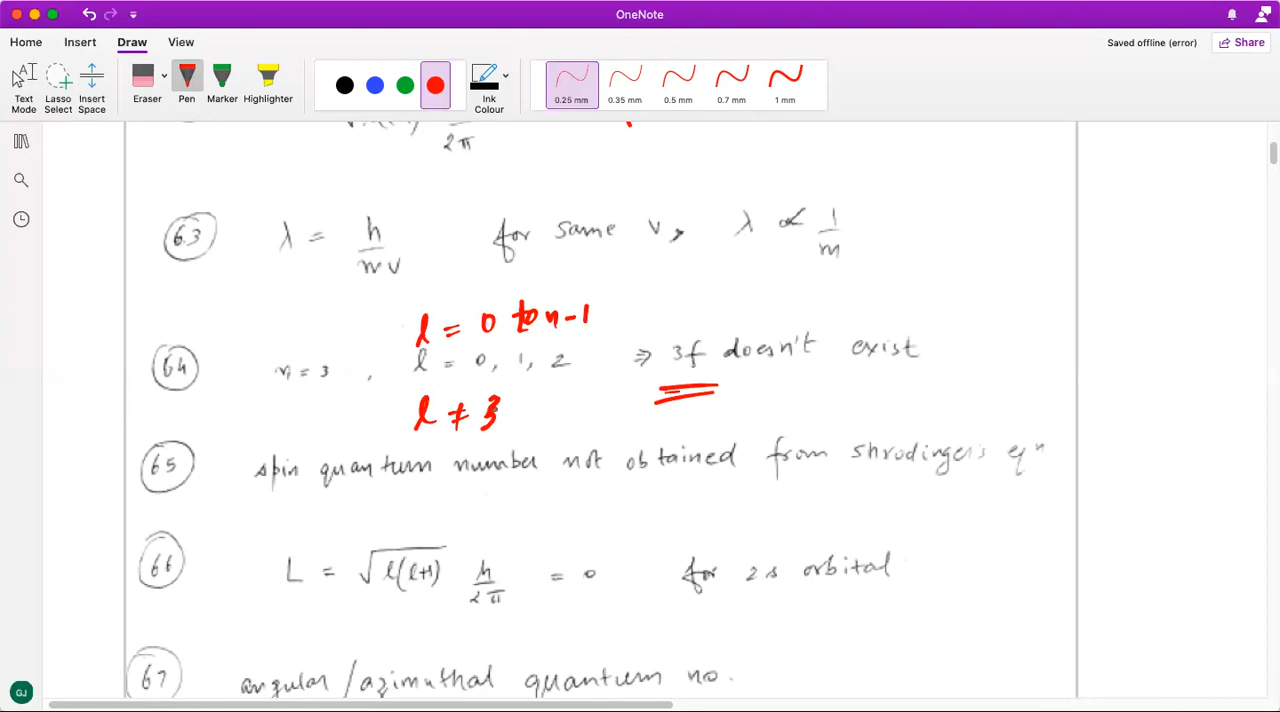 OneNote
Home Insert Draw View
Saved offline (error) Share
Text Mode
Lasso Select
Insert Space
Eraser
Pen
Marker
Highlighter
Ink Colour
0.25 mm 0.35 mm 0.5 mm 0.7 mm 1 mm
2π
63 λ = h / mv for same v, λ ∝ 1 / m
l = 0 to n-1
64 n = 3 , l = 0, 1, 2 ⇒ 3f doesn't exist
l ≠ 3
65 spin quantum number not obtained from shrodinger's eqn
66 L = √l(l+1) h / 2π = 0 for 2s orbital
67 angular/azimuthal quantum no.
GJ